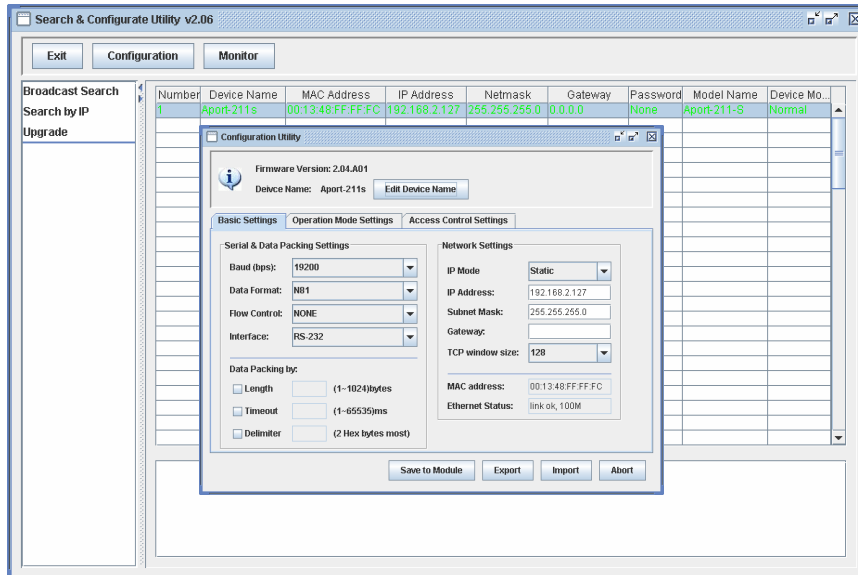 Search & Configurate Utility v2.06
Exit Configuration Monitor
Broadcast Search
Search by IP
Upgrade
Number Device Name MAC Address IP Address Netmask Gateway Password Model Name Device Mo...
1 Aport-211s 00:13:48:FF:FF:FC 192.168.2.127 255.255.255.0 0.0.0.0 None Aport-211-S Normal
Configuration Utility
Firmware Version: 2.04.A01
Deivce Name: Aport-211s Edit Device Name
Basic Settings Operation Mode Settings Access Control Settings
Serial & Data Packing Settings
Baud (bps): 19200
Data Format: N81
Flow Control: NONE
Interface: RS-232
Data Packing by:
Length (1~1024)bytes
Timeout (1~65535)ms
Delimiter (2 Hex bytes most)
Network Settings
IP Mode Static
IP Address: 192.168.2.127
Subnet Mask: 255.255.255.0
Gateway:
TCP window size: 128
MAC address: 00:13:48:FF:FF:FC
Ethernet Status: link ok, 100M
Save to Module Export Import Abort